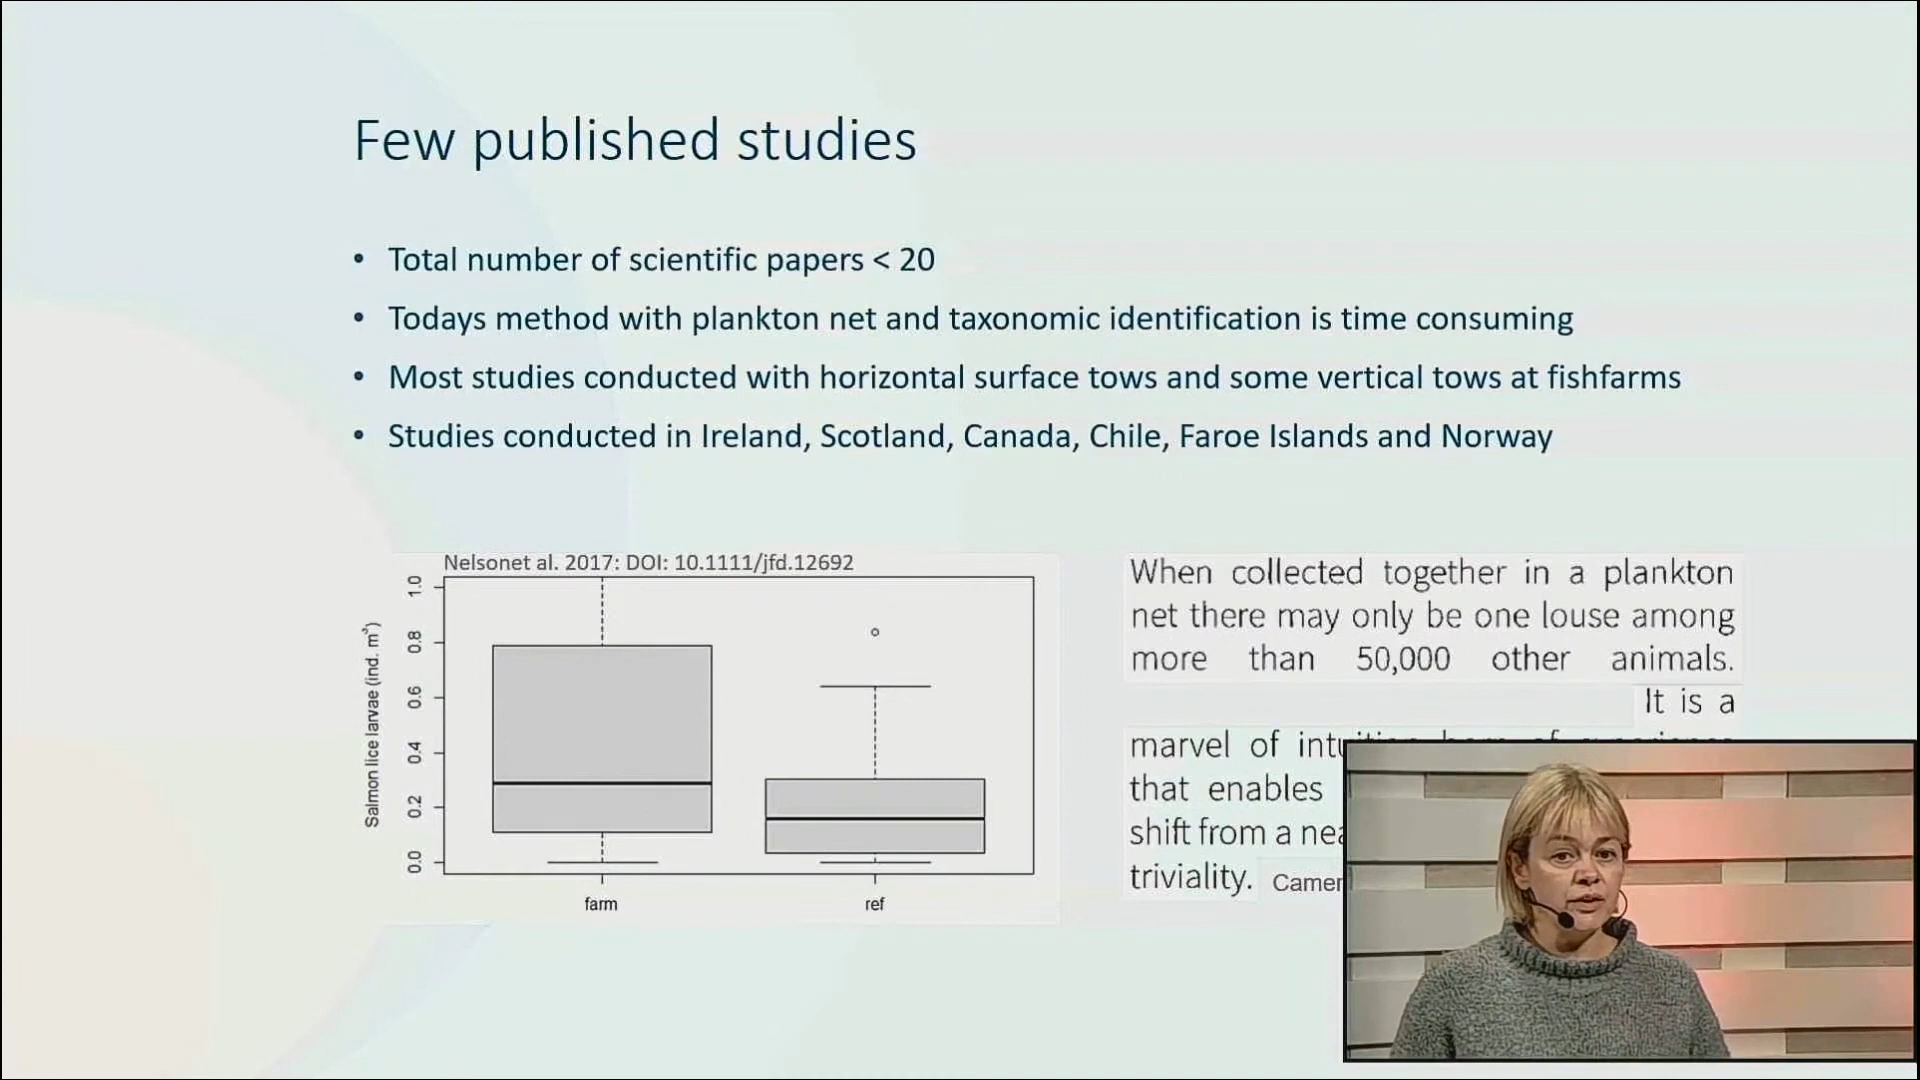 Few published studies
• Total number of scientific papers < 20
• Todays method with plankton net and taxonomic identification is time consuming
• Most studies conducted with horizontal surface tows and some vertical tows at fishfarms
• Studies conducted in Ireland, Scotland, Canada, Chile, Faroe Islands and Norway
Nelsonet al. 2017: DOI: 10.1111/jfd.12692
Salmon lice larvae (ind. m³)
1.0
0.8
0.6
0.4
0.2
0.0
farm ref
When collected together in a plankton
net there may only be one louse among
more than 50,000 other animals.
It is a
marvel of
that enables
shift from a
triviality.